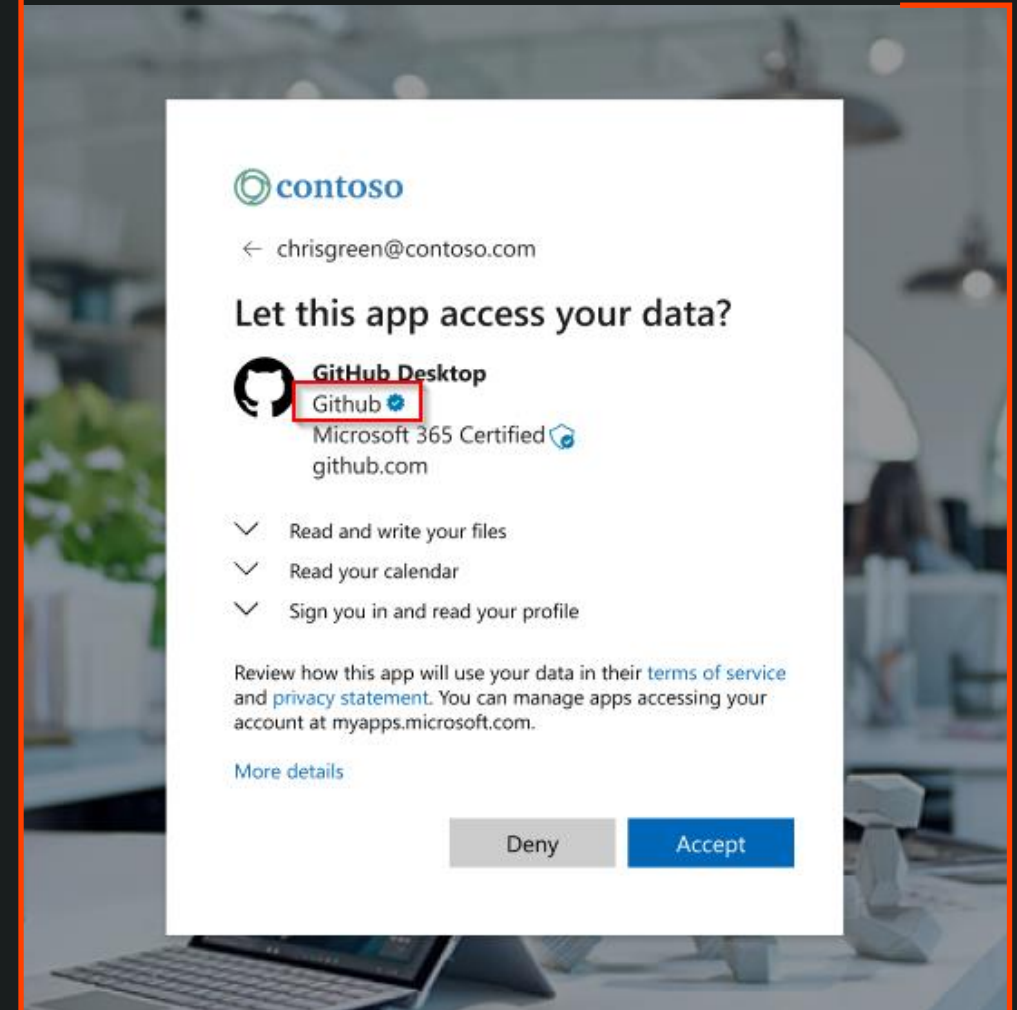 contoso
← chrisgreen@contoso.com
Let this app access your data?
GitHub Desktop
Github
Microsoft 365 Certified
github.com
Read and write your files
Read your calendar
Sign you in and read your profile
Review how this app will use your data in their terms of service
and privacy statement. You can manage apps accessing your
account at myapps.microsoft.com.
More details
Deny
Accept